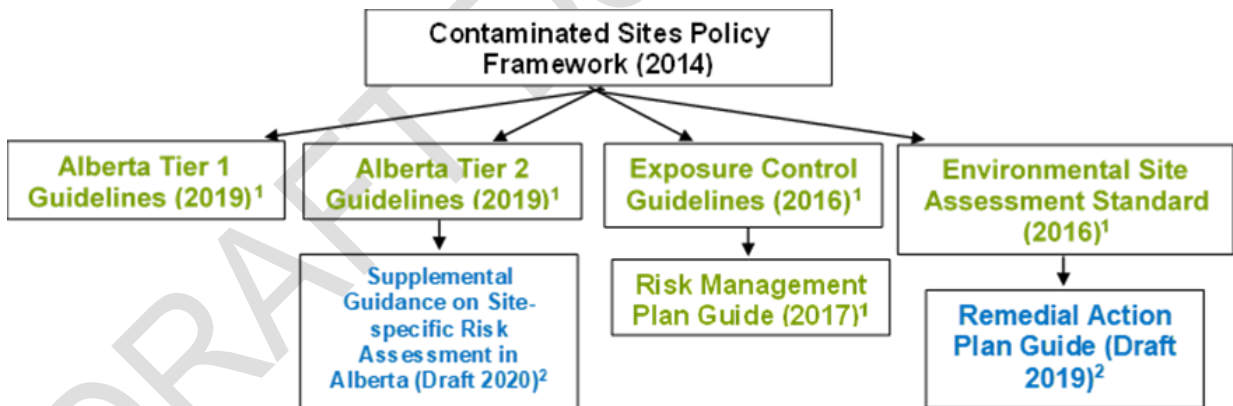 Contaminated Sites Policy
Framework (2014)
Alberta Tier 1
Guidelines (2019)¹
Alberta Tier 2
Guidelines (2019)¹
Exposure Control
Guidelines (2016)¹
Environmental Site
Assessment Standard
(2016)¹
Supplemental
Guidance on Site-
specific Risk
Assessment in
Alberta (Draft 2020)²
Risk Management
Plan Guide (2017)¹
Remedial Action
Plan Guide (Draft
2019)²
DRAFT